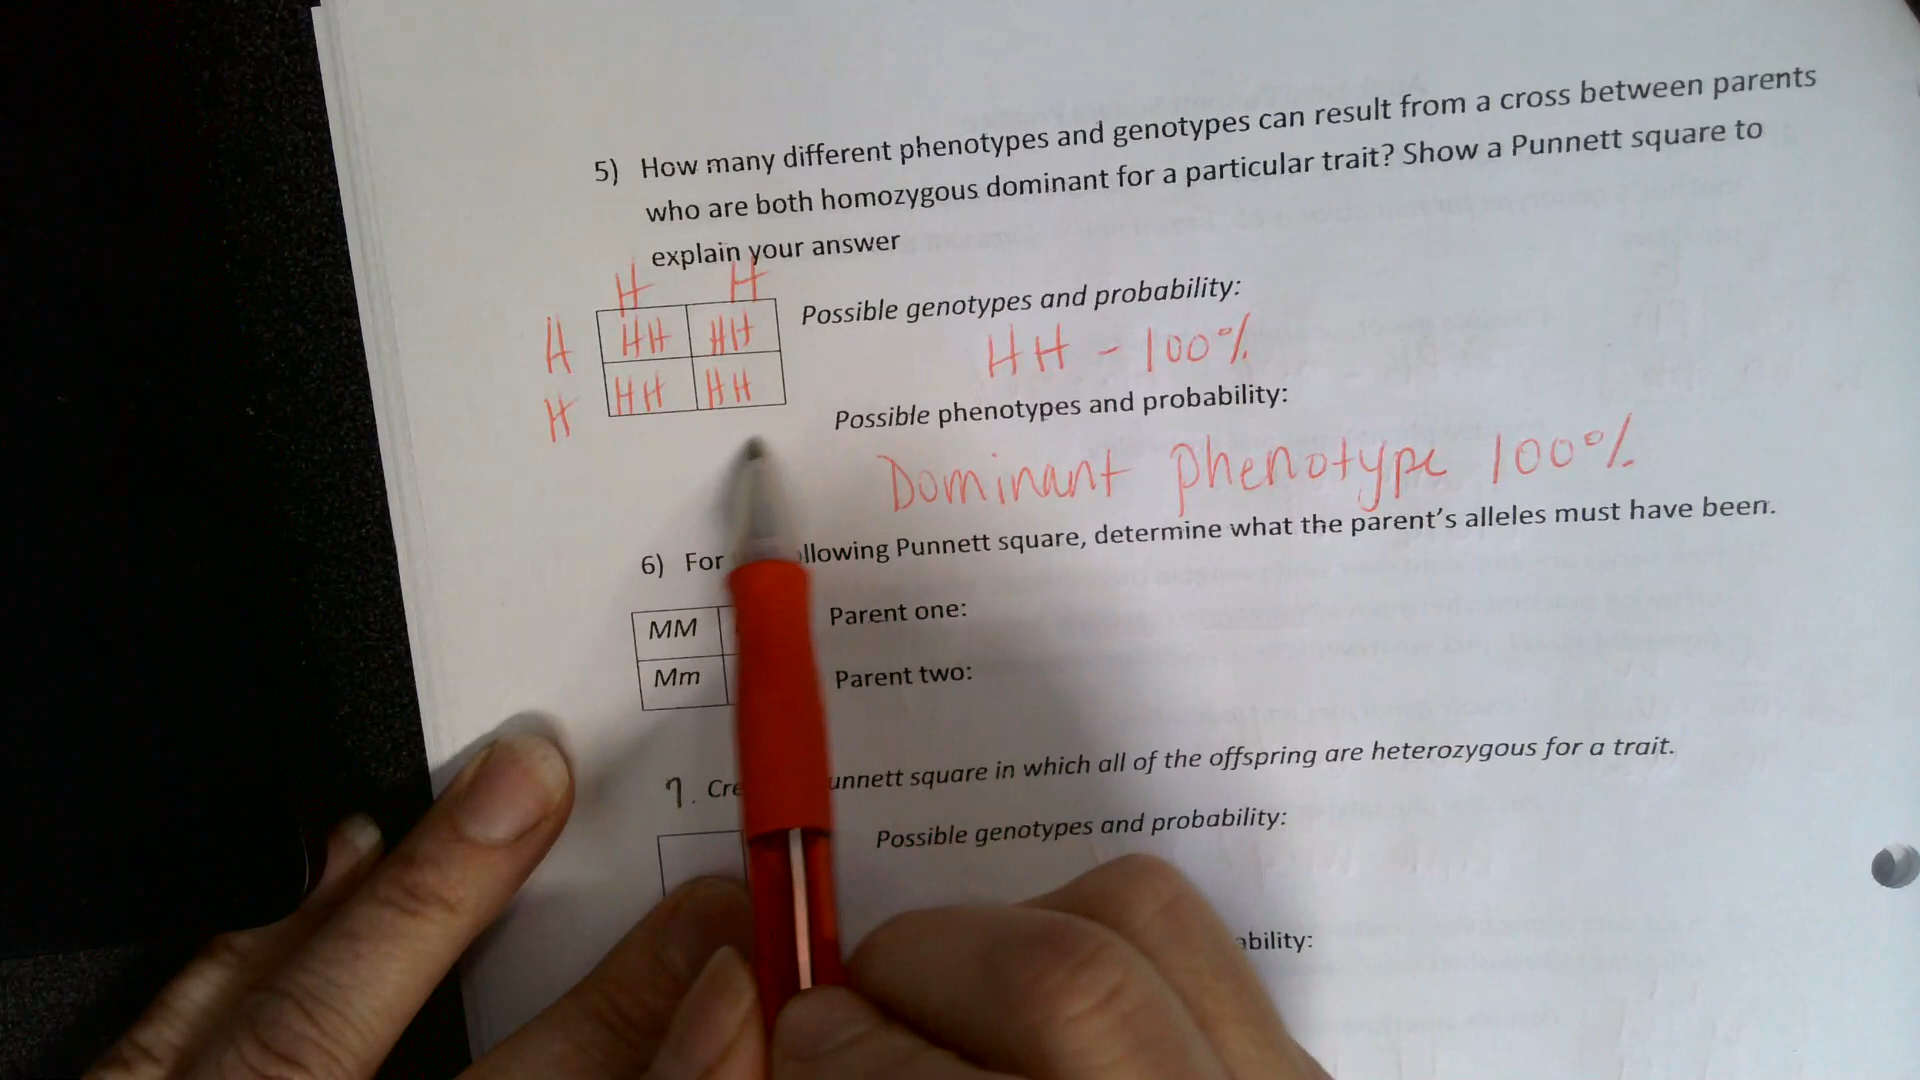 5) How many different phenotypes and genotypes can result from a cross between parents
who are both homozygous dominant for a particular trait? Show a Punnett square to
explain your answer
H H
H HH HH
H HH HH
Possible genotypes and probability:
HH - 100%
Possible phenotypes and probability:
Dominant phenotype 100%
6) For llowing Punnett square, determine what the parent's alleles must have been.
MM
Mm
Parent one:
Parent two:
7. Cre unnett square in which all of the offspring are heterozygous for a trait.
Possible genotypes and probability:
ability: